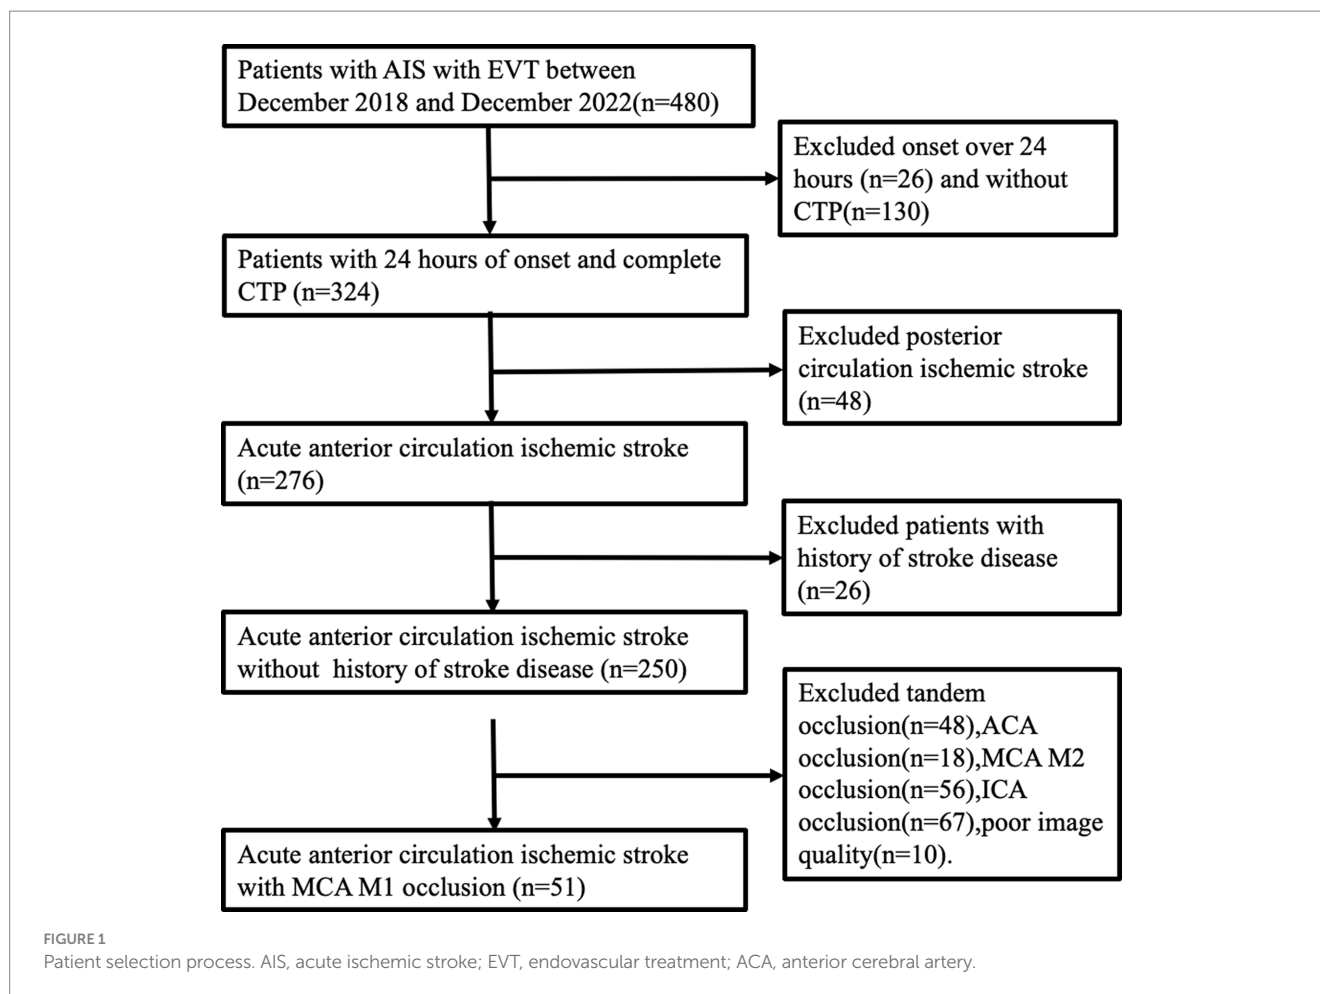 Patients with AIS with EVT between
December 2018 and December 2022(n=480)
Excluded onset over 24
hours (n=26) and without
CTP(n=130)
Patients with 24 hours of onset and complete
CTP (n=324)
Excluded posterior
circulation ischemic stroke
(n=48)
Acute anterior circulation ischemic stroke
(n=276)
Excluded patients with
history of stroke disease
(n=26)
Acute anterior circulation ischemic stroke
without history of stroke disease (n=250)
Excluded tandem
occlusion(n=48),ACA
occlusion(n=18),MCA M2
occlusion(n=56),ICA
occlusion(n=67),poor image
quality(n=10).
Acute anterior circulation ischemic stroke
with MCA M1 occlusion (n=51)
FIGURE 1
Patient selection process. AIS, acute ischemic stroke; EVT, endovascular treatment; ACA, anterior cerebral artery.